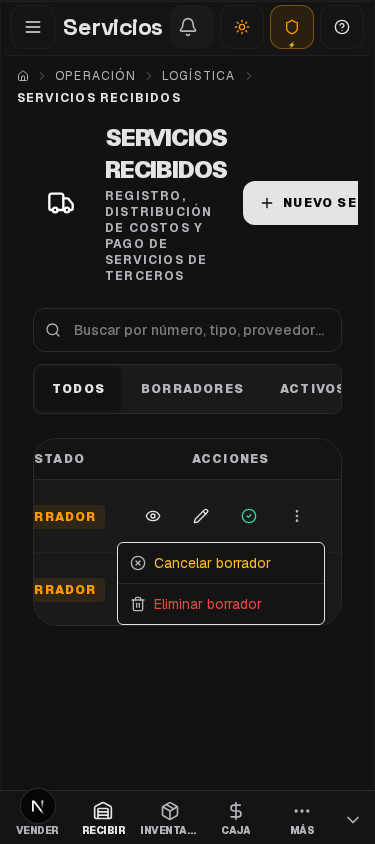 Servicios
OPERACIÓN
LOGÍSTICA
SERVICIOS RECIBIDOS
SERVICIOS
RECIBIDOS
REGISTRO,
DISTRIBUCIÓN
DE COSTOS Y
PAGO DE
SERVICIOS DE
TERCEROS
NUEVO SE
Buscar por número, tipo, proveedor...
TODOS
BORRADORES
ACTIVOS
STADO
ACCIONES
RRADOR
Cancelar borrador
RRADOR
Eliminar borrador
N
VENDER
RECIBIR
INVENTA...
CAJA
MÁS